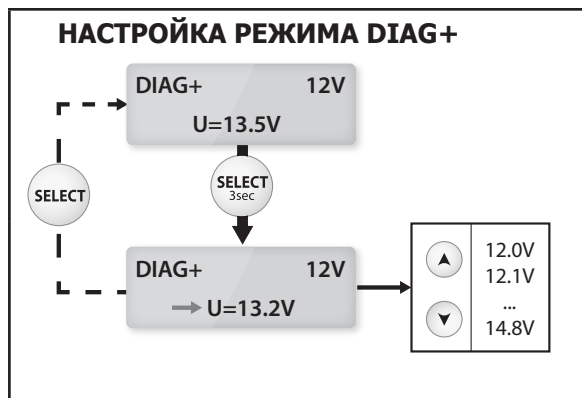 НАСТРОЙКА РЕЖИМА DIAG+
DIAG+ 12V
U=13.5V
SELECT
SELECT
3sec
DIAG+ 12V
U=13.2V
12.0V
12.1V
...
14.8V